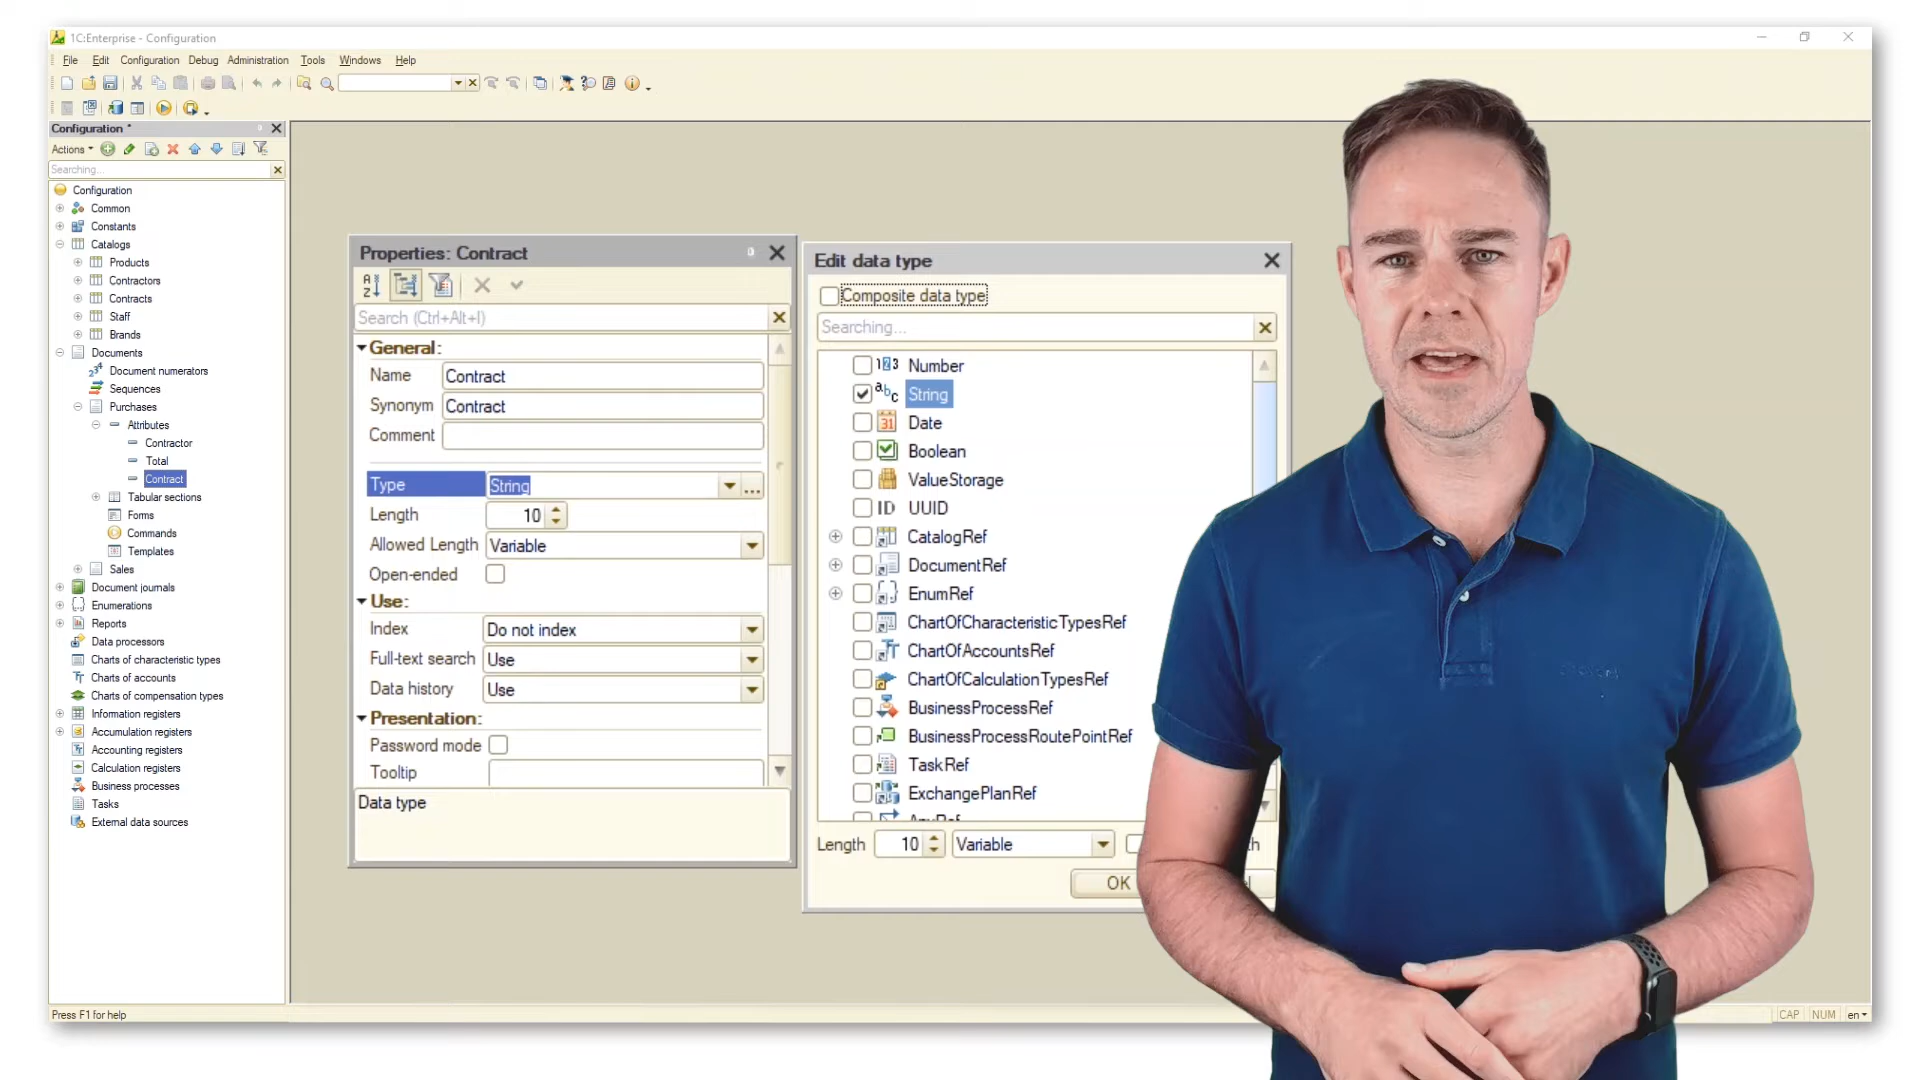 1C:Enterprise - Configuration
File Edit Configuration Debug Administration Tools Windows Help
Configuration *
Actions
Searching...
Configuration
Common
Constants
Catalogs
Products
Contractors
Contracts
Staff
Brands
Documents
Document numerators
Sequences
Purchases
Attributes
Contractor
Total
Contract
Tabular sections
Forms
Commands
Templates
Sales
Document journals
Enumerations
Reports
Data processors
Charts of characteristic types
Charts of accounts
Charts of compensation types
Information registers
Accumulation registers
Accounting registers
Calculation registers
Business processes
Tasks
External data sources
Properties: Contract
Search (Ctrl+Alt+I)
General:
Name Contract
Synonym Contract
Comment
Type String ...
Length 10
Allowed Length Variable
Open-ended
Use:
Index Do not index
Full-text search Use
Data history Use
Presentation:
Password mode
Tooltip
Data type
Edit data type
Composite data type
Searching...
Number
String
Date
Boolean
ValueStorage
UUID
CatalogRef
DocumentRef
EnumRef
ChartOfCharacteristicTypesRef
ChartOfAccountsRef
ChartOfCalculationTypesRef
BusinessProcessRef
BusinessProcessRoutePointRef
TaskRef
ExchangePlanRef
AnyRef
Length 10 Variable
OK
Press F1 for help
CAP NUM en